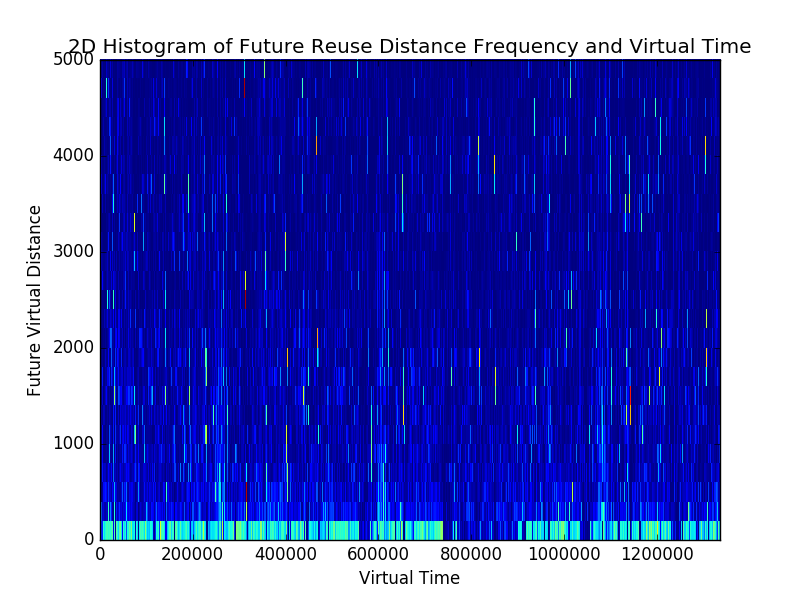 2D Histogram of Future Reuse Distance Frequency and Virtual Time
5000
4000
3000
2000
1000
0
Future Virtual Distance
0 200000 400000 600000 800000 1000000 1200000
Virtual Time